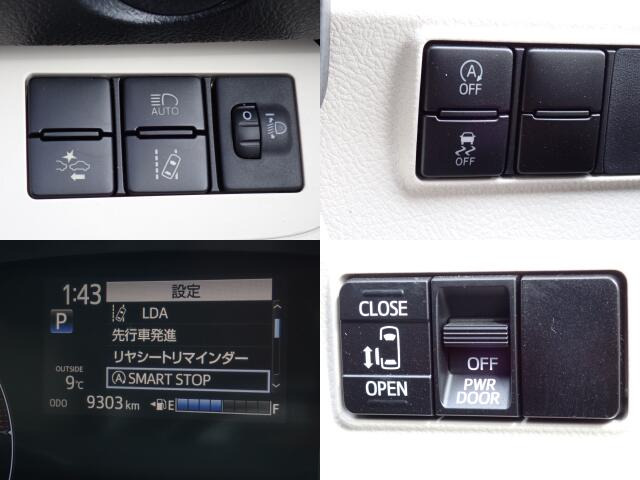 AUTO
0
A
OFF
OFF
1:43
設定
LDA
P
先行車発進
リヤシートリマインダー
OUTSIDE
9℃
A SMART STOP
ODO 9303 km
E F
CLOSE
OPEN
OFF
PWR
DOOR